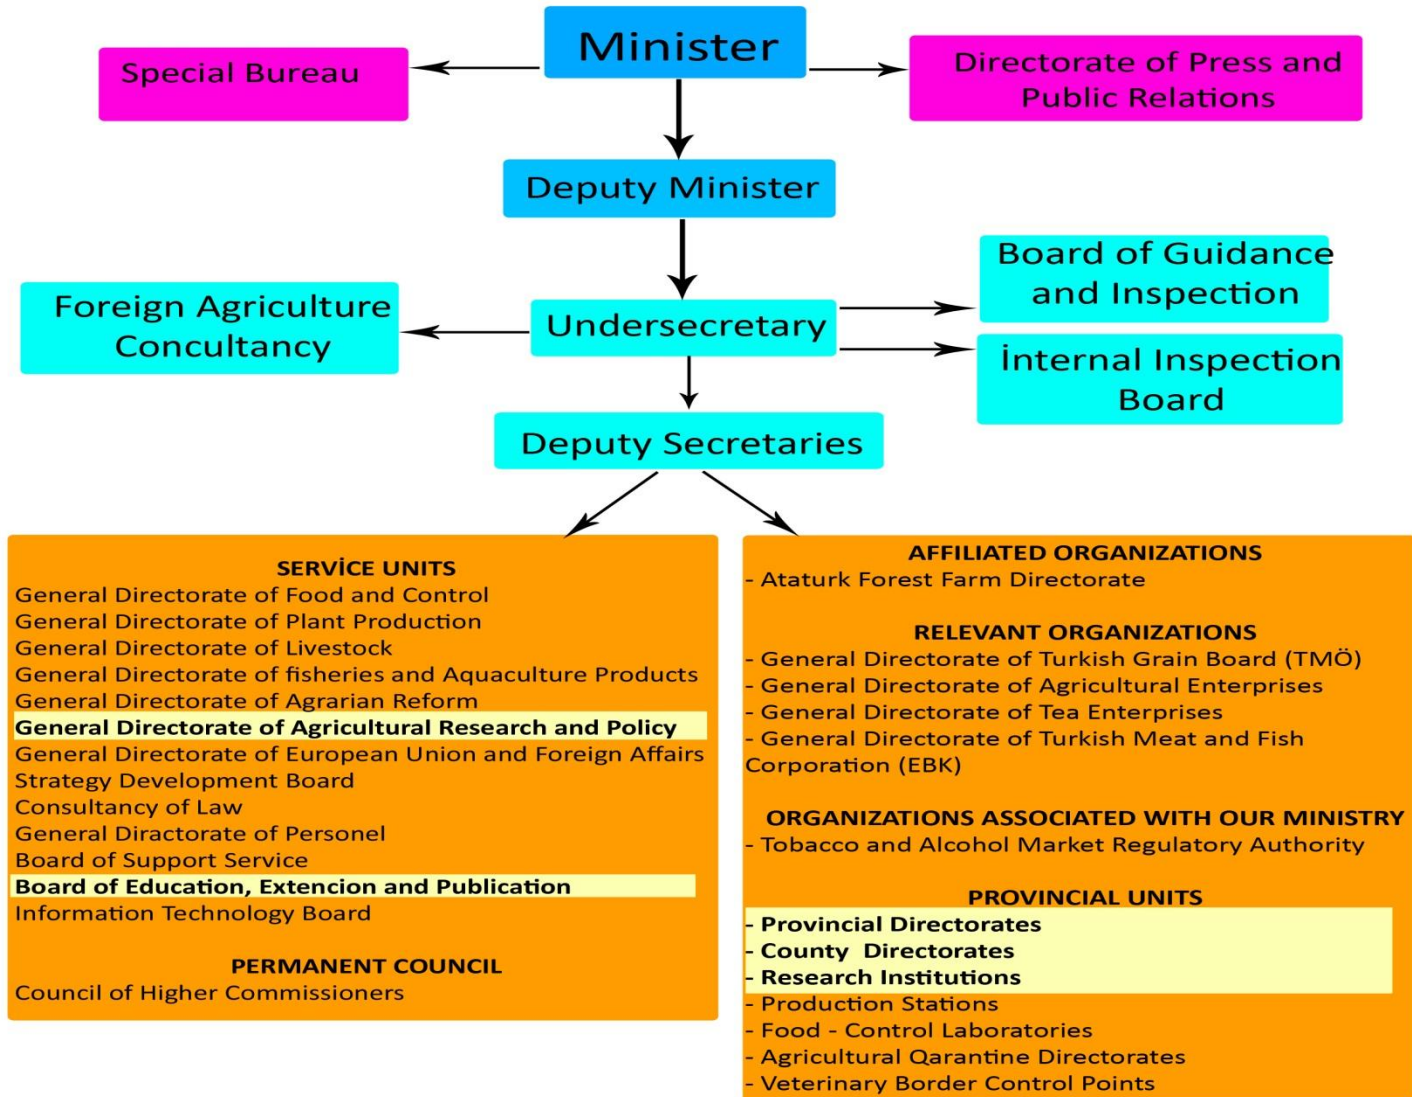 Minister
Special Bureau
Directorate of Press and
Public Relations
Deputy Minister
Board of Guidance
and Inspection
Foreign Agriculture
Concultancy
Undersecretary
İnternal Inspection
Board
Deputy Secretaries
SERVİCE UNITS
General Directorate of Food and Control
General Directorate of Plant Production
General Directorate of Livestock
General Directorate of fisheries and Aquaculture Products
General Directorate of Agrarian Reform
General Directorate of Agricultural Research and Policy
General Directorate of European Union and Foreign Affairs
Strategy Development Board
Consultancy of Law
General Diractorate of Personel
Board of Support Service
Board of Education, Extencion and Publication
Information Technology Board
PERMANENT COUNCIL
Council of Higher Commissioners
AFFILIATED ORGANIZATIONS
- Ataturk Forest Farm Directorate
RELEVANT ORGANIZATIONS
- General Directorate of Turkish Grain Board (TMÖ)
- General Directorate of Agricultural Enterprises
- General Directorate of Tea Enterprises
- General Directorate of Turkish Meat and Fish
Corporation (EBK)
ORGANIZATIONS ASSOCIATED WITH OUR MINISTRY
- Tobacco and Alcohol Market Regulatory Authority
PROVINCIAL UNITS
- Provincial Directorates
- County Directorates
- Research Institutions
- Production Stations
- Food - Control Laboratories
- Agricultural Qarantine Directorates
- Veterinary Border Control Points